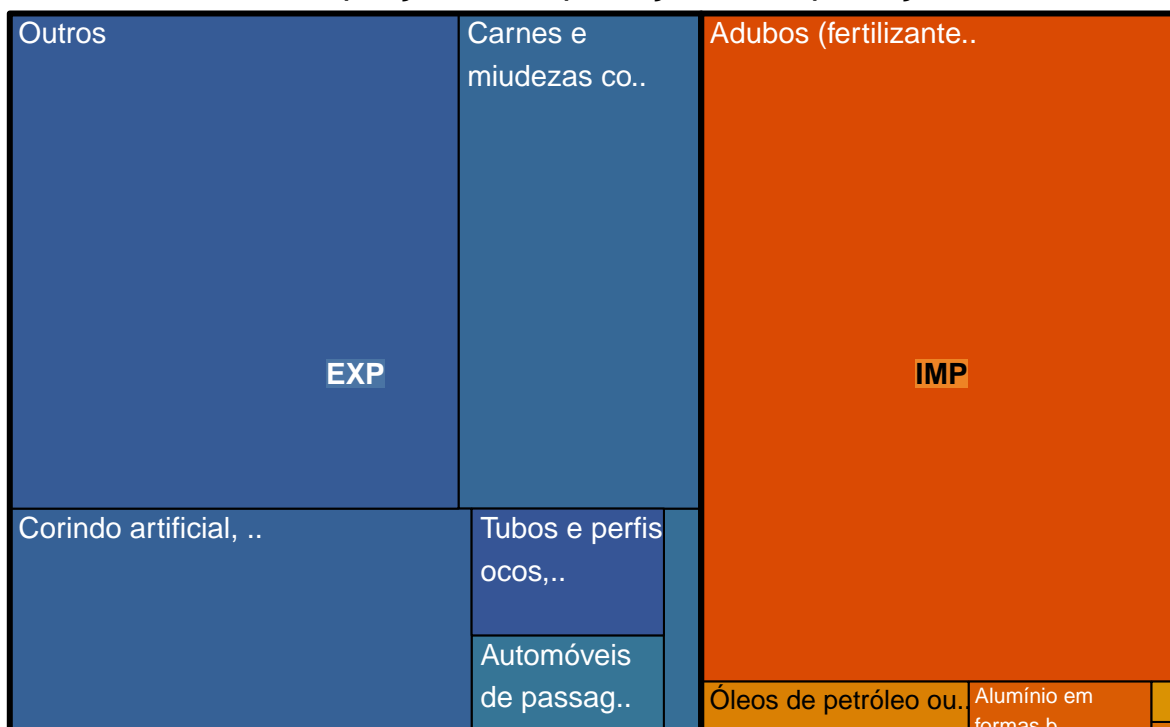 Outros
Carnes e
miudezas co..
Adubos (fertilizante..
EXP
IMP
Corindo artificial, ..
Tubos e perfis
ocos,..
Automóveis
de passag..
Óleos de petróleo ou..
Alumínio em
formas b